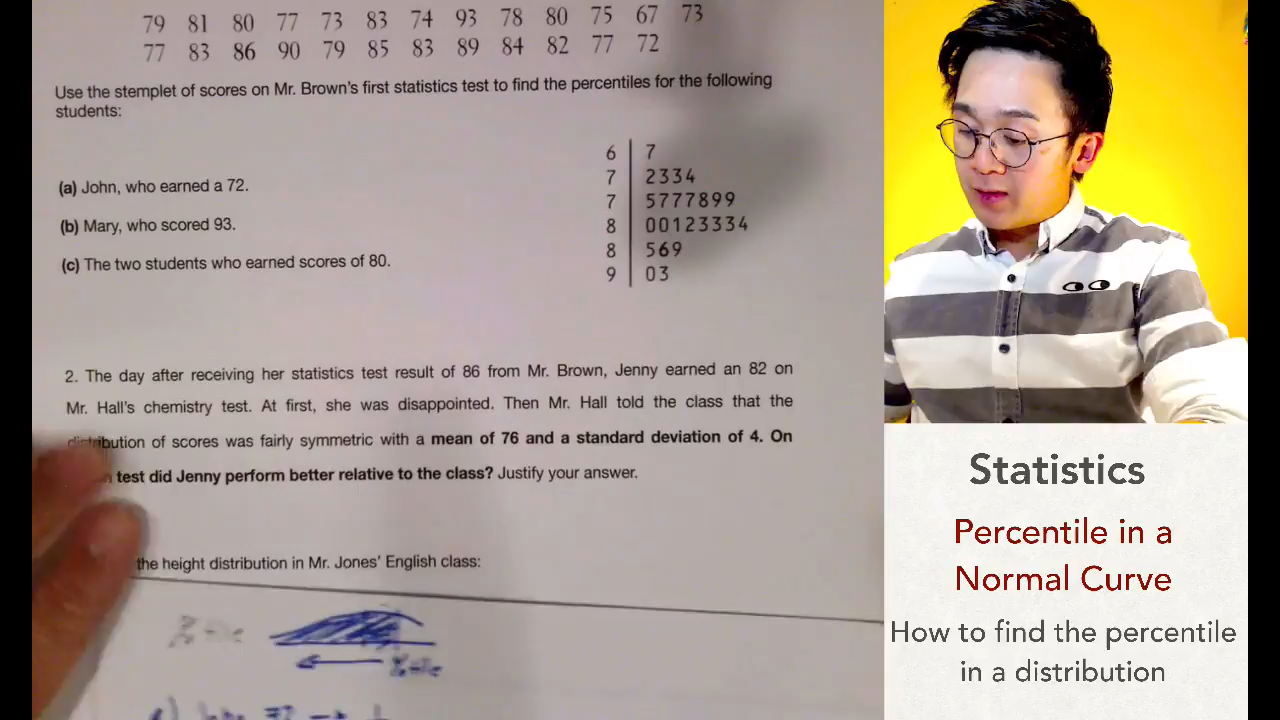 79 81 80 77 73 83 74 93 78 80 75 67 73
77 83 86 90 79 85 83 89 84 82 77 72
Use the stemplet of scores on Mr. Brown's first statistics test to find the percentiles for the following
students:
(a) John, who earned a 72.
(b) Mary, who scored 93.
(c) The two students who earned scores of 80.
6 | 7
7 | 2334
7 | 5777899
8 | 00123334
8 | 569
9 | 03
2. The day after receiving her statistics test result of 86 from Mr. Brown, Jenny earned an 82 on
Mr. Hall's chemistry test. At first, she was disappointed. Then Mr. Hall told the class that the
distribution of scores was fairly symmetric with a mean of 76 and a standard deviation of 4. On
test did Jenny perform better relative to the class? Justify your answer.
the height distribution in Mr. Jones' English class:
%tile
Statistics
Percentile in a
Normal Curve
How to find the percentile
in a distribution